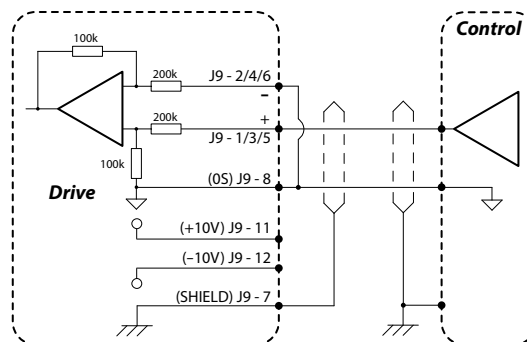 Control
100k
200k
J9 - 2/4/6
–
200k
+
J9 - 1/3/5
100k
Drive
(0S) J9 - 8
(+10V) J9 - 11
(–10V) J9 - 12
(SHIELD) J9 - 7